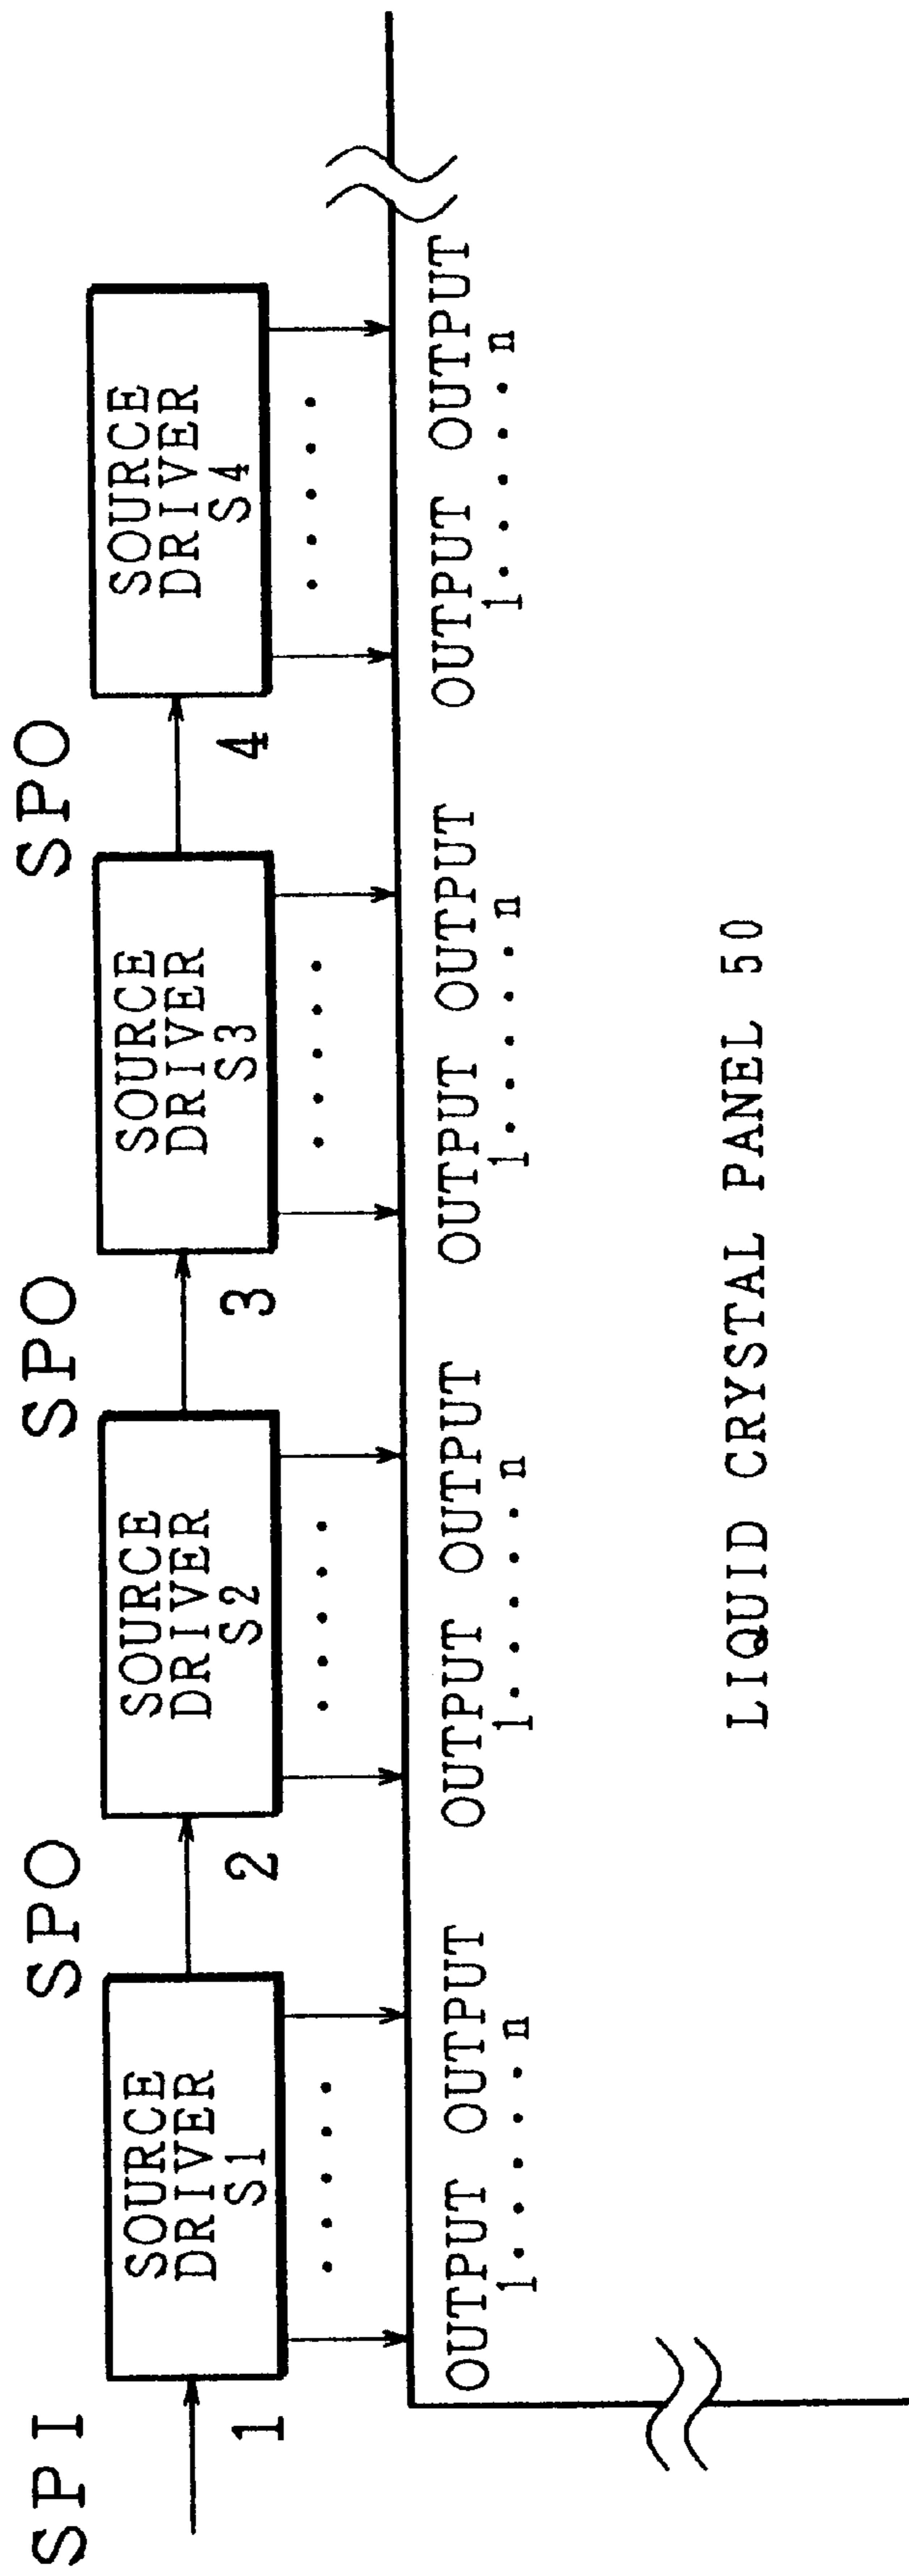 SPI SPO SPO SPO
SOURCE DRIVER S1
SOURCE DRIVER S2
SOURCE DRIVER S3
SOURCE DRIVER S4
1 2 3 4
OUTPUT OUTPUT OUTPUT OUTPUT OUTPUT OUTPUT OUTPUT OUTPUT
1·····n 1·····n 1·····n 1·····n
LIQUID CRYSTAL PANEL 50